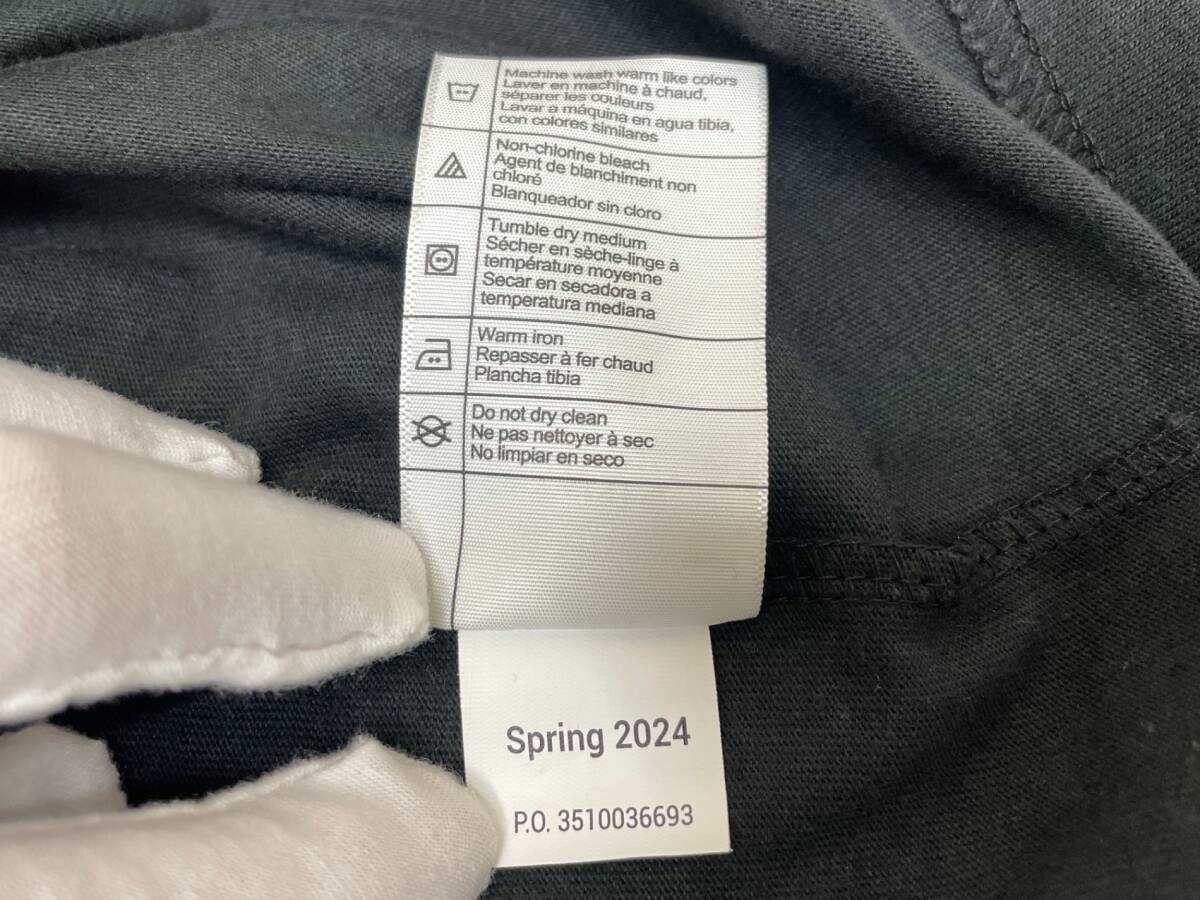 Machine wash warm like colors
Laver en machine à chaud,
séparer les couleurs
Lavar a máquina en agua tibia,
con colores similares
Non-chlorine bleach
Agent de blanchiment non
chloré
Blanqueador sin cloro
Tumble dry medium
Sécher en sèche-linge à
température moyenne
Secar en secadora a
temperatura mediana
Warm iron
Repasser à fer chaud
Plancha tibia
Do not dry clean
Ne pas nettoyer à sec
No limpiar en seco
Spring 2024
P.O. 3510036693